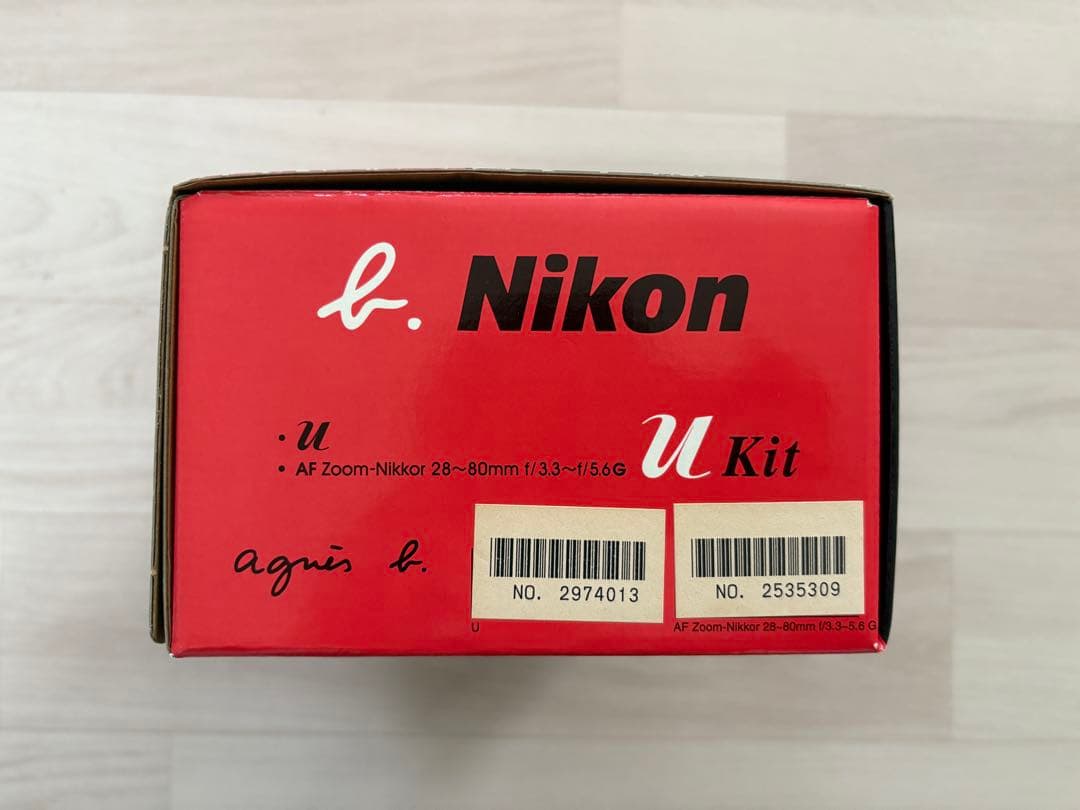 b. Nikon
• u
• AF Zoom-Nikkor 28～80mm f/3.3～f/5.6G
u Kit
agnès b.
NO. 2974013
NO. 2535309
U
AF Zoom-Nikkor 28~80mm f/3.3~5.6 G